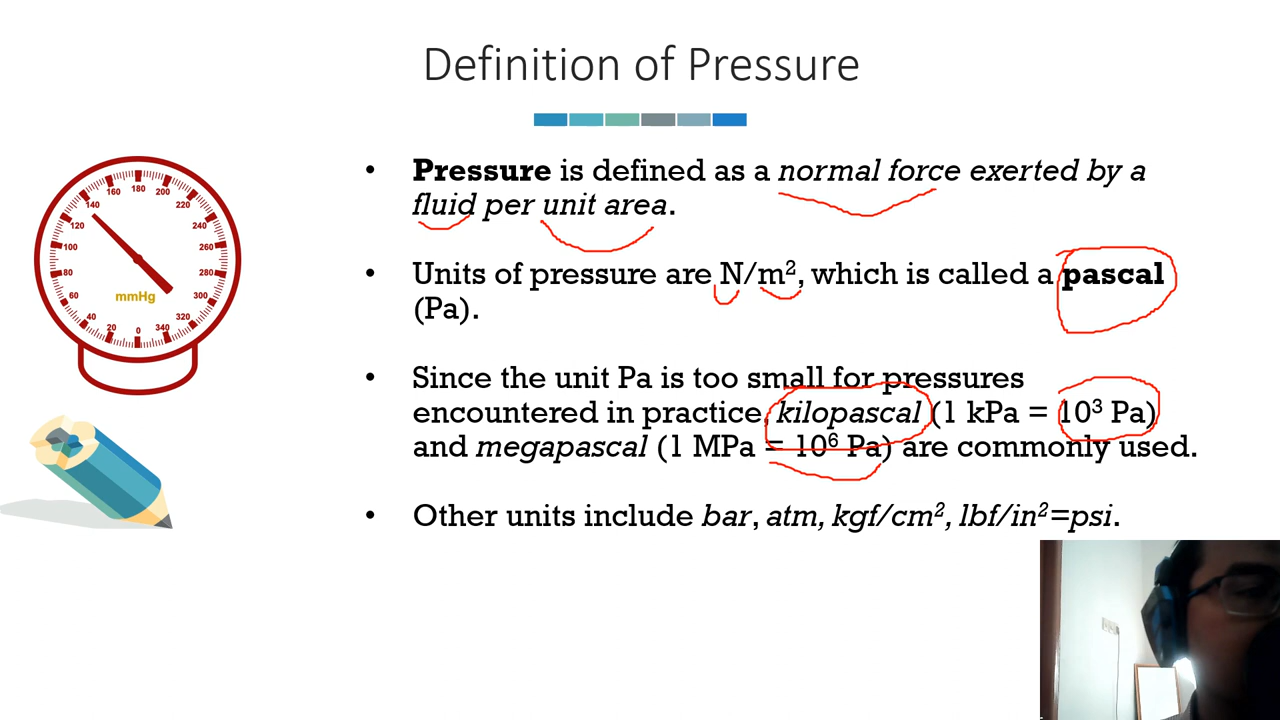 Definition of Pressure
• Pressure is defined as a normal force exerted by a
fluid per unit area.
• Units of pressure are N/m², which is called a pascal
(Pa).
• Since the unit Pa is too small for pressures
encountered in practice, kilopascal (1 kPa = 10³ Pa)
and megapascal (1 MPa = 10⁶ Pa) are commonly used.
• Other units include bar, atm, kgf/cm², lbf/in²=psi.
0
20
40
60
80
100
120
140
160
180
200
220
240
260
280
300
320
340
mmHg